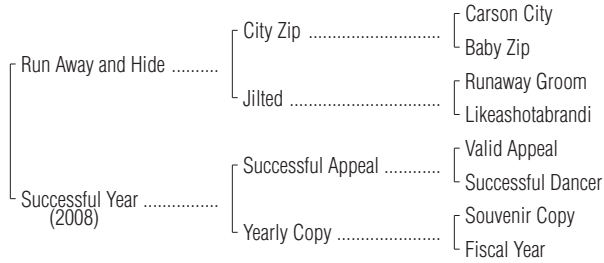 Carson City
City Zip ..........................
Baby Zip
Run Away and Hide ..........
Runaway Groom
Jilted ..............................
Likeashotabrandi
Valid Appeal
Successful Appeal ............
Successful Dancer
Successful Year ................
(2008)
Souvenir Copy
Yearly Copy .....................
Fiscal Year